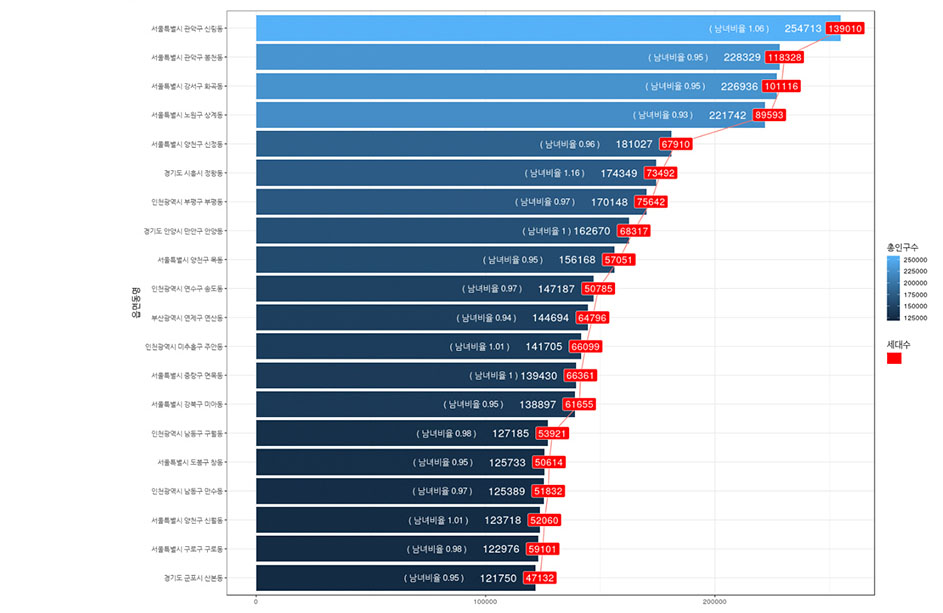 서울특별시 관악구 신림동 ( 남녀비율 1.06 ) 254713 139010
서울특별시 관악구 봉천동 ( 남녀비율 0.95 ) 228329 118328
서울특별시 강서구 화곡동 ( 남녀비율 0.95 ) 226936 101116
서울특별시 노원구 상계동 ( 남녀비율 0.93 ) 221742 89593
서울특별시 양천구 신정동 ( 남녀비율 0.96 ) 181027 67910
경기도 시흥시 정왕동 ( 남녀비율 1.16 ) 174349 73492
인천광역시 부평구 부평동 ( 남녀비율 0.97 ) 170148 75642
경기도 안양시 만안구 안양동 ( 남녀비율 1 ) 162670 68317
서울특별시 양천구 목동 ( 남녀비율 0.95 ) 156168 57051
인천광역시 연수구 송도동 ( 남녀비율 0.97 ) 147187 50785
부산광역시 연제구 연산동 ( 남녀비율 0.94 ) 144694 64796
인천광역시 미추홀구 주안동 ( 남녀비율 1.01 ) 141705 66099
서울특별시 중랑구 면목동 ( 남녀비율 1 ) 139430 66361
서울특별시 강북구 미아동 ( 남녀비율 0.95 ) 138897 61655
인천광역시 남동구 구월동 ( 남녀비율 0.98 ) 127185 53921
서울특별시 도봉구 창동 ( 남녀비율 0.95 ) 125733 50614
인천광역시 남동구 만수동 ( 남녀비율 0.97 ) 125389 51832
서울특별시 양천구 신월동 ( 남녀비율 1.01 ) 123718 52060
서울특별시 구로구 구로동 ( 남녀비율 0.98 ) 122976 59101
경기도 군포시 산본동 ( 남녀비율 0.95 ) 121750 47132
0 100000 200000
읍면동명
총인구수
250000
225000
200000
175000
150000
125000
세대수